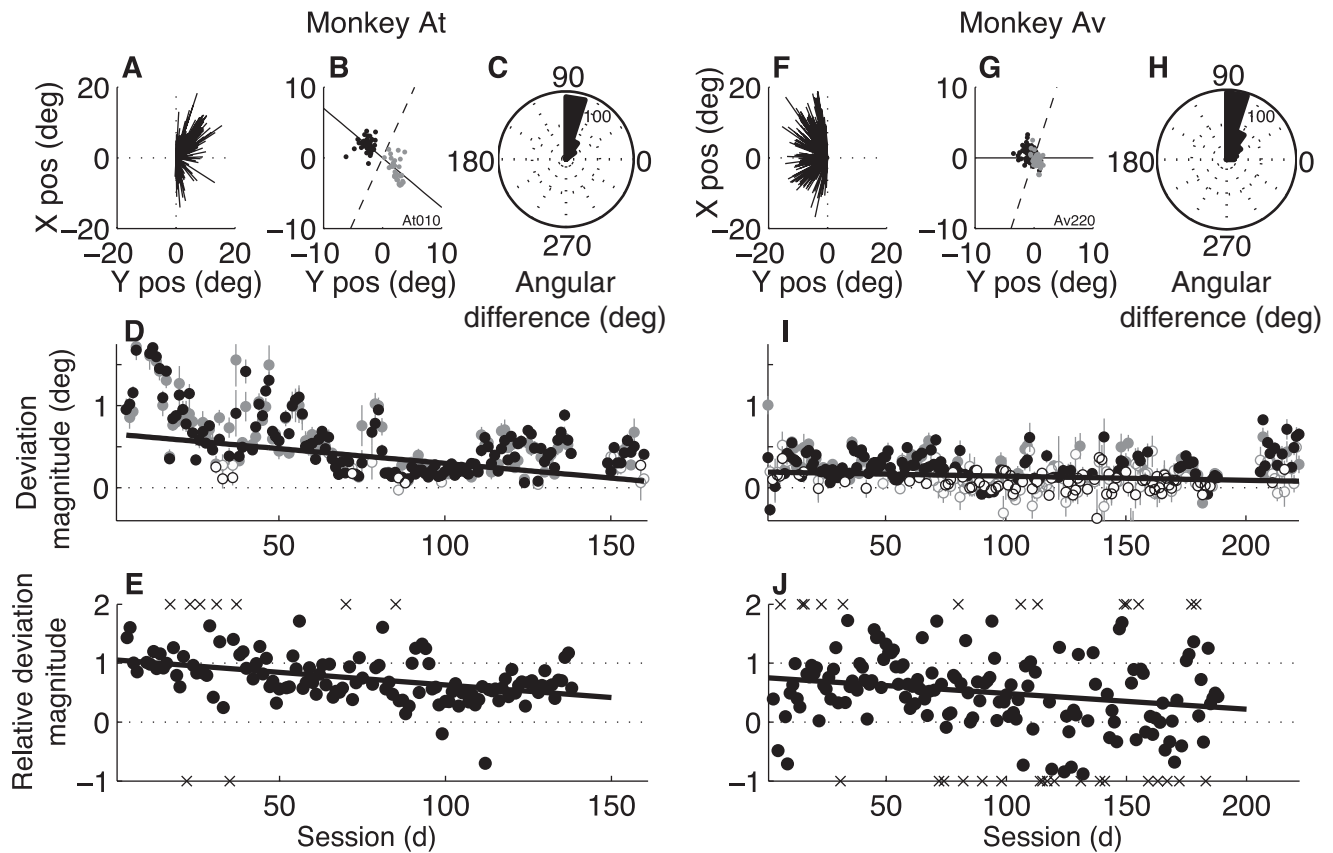 Monkey At
Monkey Av
A
B
C
F
G
H
X pos (deg)
20
0
−20
−20 0 20
Y pos (deg)
10
0
−10
−10 0 10
Y pos (deg)
At010
90
100
180
0
270
Angular
difference (deg)
X pos (deg)
20
0
−20
−20 0 20
Y pos (deg)
10
0
−10
−10 0 10
Y pos (deg)
Av220
90
100
180
0
270
Angular
difference (deg)
D
Deviation
magnitude (deg)
1
0
50 100 150
I
1
0
50 100 150 200
E
Relative deviation
magnitude
2
1
0
−1
50 100 150
Session (d)
J
2
1
0
−1
50 100 150 200
Session (d)